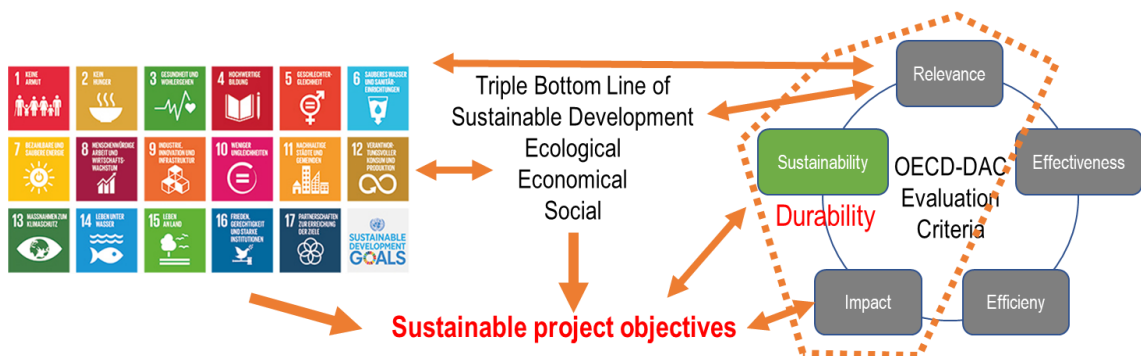 1 KEINE
ARMUT
2 KEIN
HUNGER
3 GESUNDHEIT UND
WOHLERGEHEN
4 HOCHWERTIGE
BILDUNG
5 GESCHLECHTER-
GLEICHHEIT
6 SAUBERES WASSER
UND SANITÄR-
EINRICHTUNGEN
7 BEZAHLBARE UND
SAUBERE ENERGIE
8 MENSCHENWÜRDIGE
ARBEIT UND
WIRTSCHAFTS-
WACHSTUM
9 INDUSTRIE,
INNOVATION UND
INFRASTRUKTUR
10 WENIGER
UNGLEICHHEITEN
11 NACHHALTIGE
STÄDTE UND
GEMEINDEN
12 VERANTWOR-
TUNGSVOLLER
KONSUM UND
PRODUKTION
13 MASSNAHMEN ZUM
KLIMASCHUTZ
14 LEBEN UNTER
WASSER
15 LEBEN
AN LAND
16 FRIEDEN,
GERECHTIGKEIT
UND STARKE
INSTITUTIONEN
17 PARTNERSCHAFTEN
ZUR ERREICHUNG
DER ZIELE
SUSTAINABLE
DEVELOPMENT
GOALS
Triple Bottom Line of
Sustainable Development
Ecological
Economical
Social
Sustainable project objectives
Relevance
Sustainability
Durability
OECD-DAC
Evaluation
Criteria
Effectiveness
Impact
Efficieny